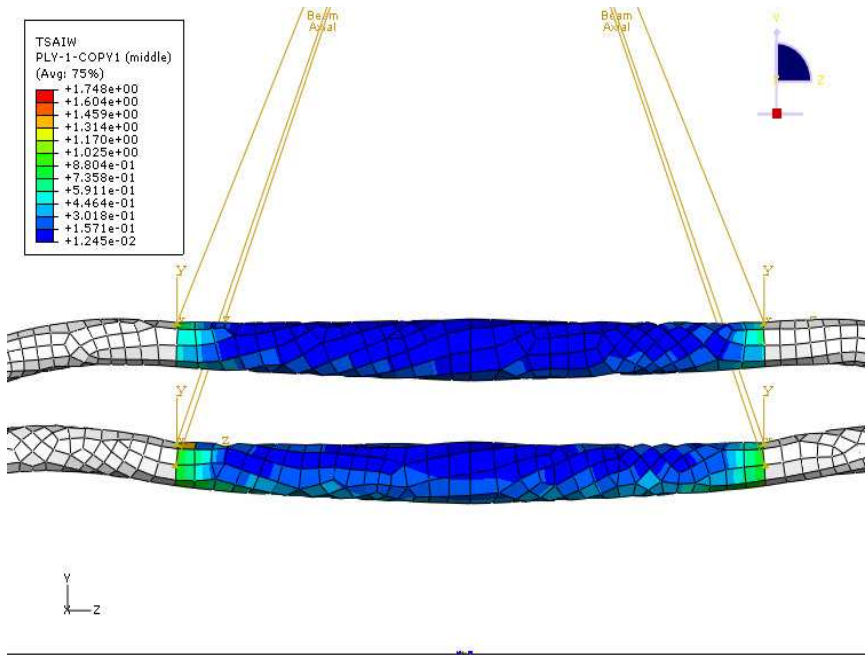 Beam
Axial
Beam
Axial
TSAIW
PLY-1-COPY1 (middle)
(Avg: 75%)
+1.748e+00
+1.604e+00
+1.459e+00
+1.314e+00
+1.170e+00
+1.025e+00
+8.804e-01
+7.358e-01
+5.911e-01
+4.464e-01
+3.018e-01
+1.571e-01
+1.245e-02
Y
Z
Y
Y
Z
Z
Y
Y
Z
Y
X
Z